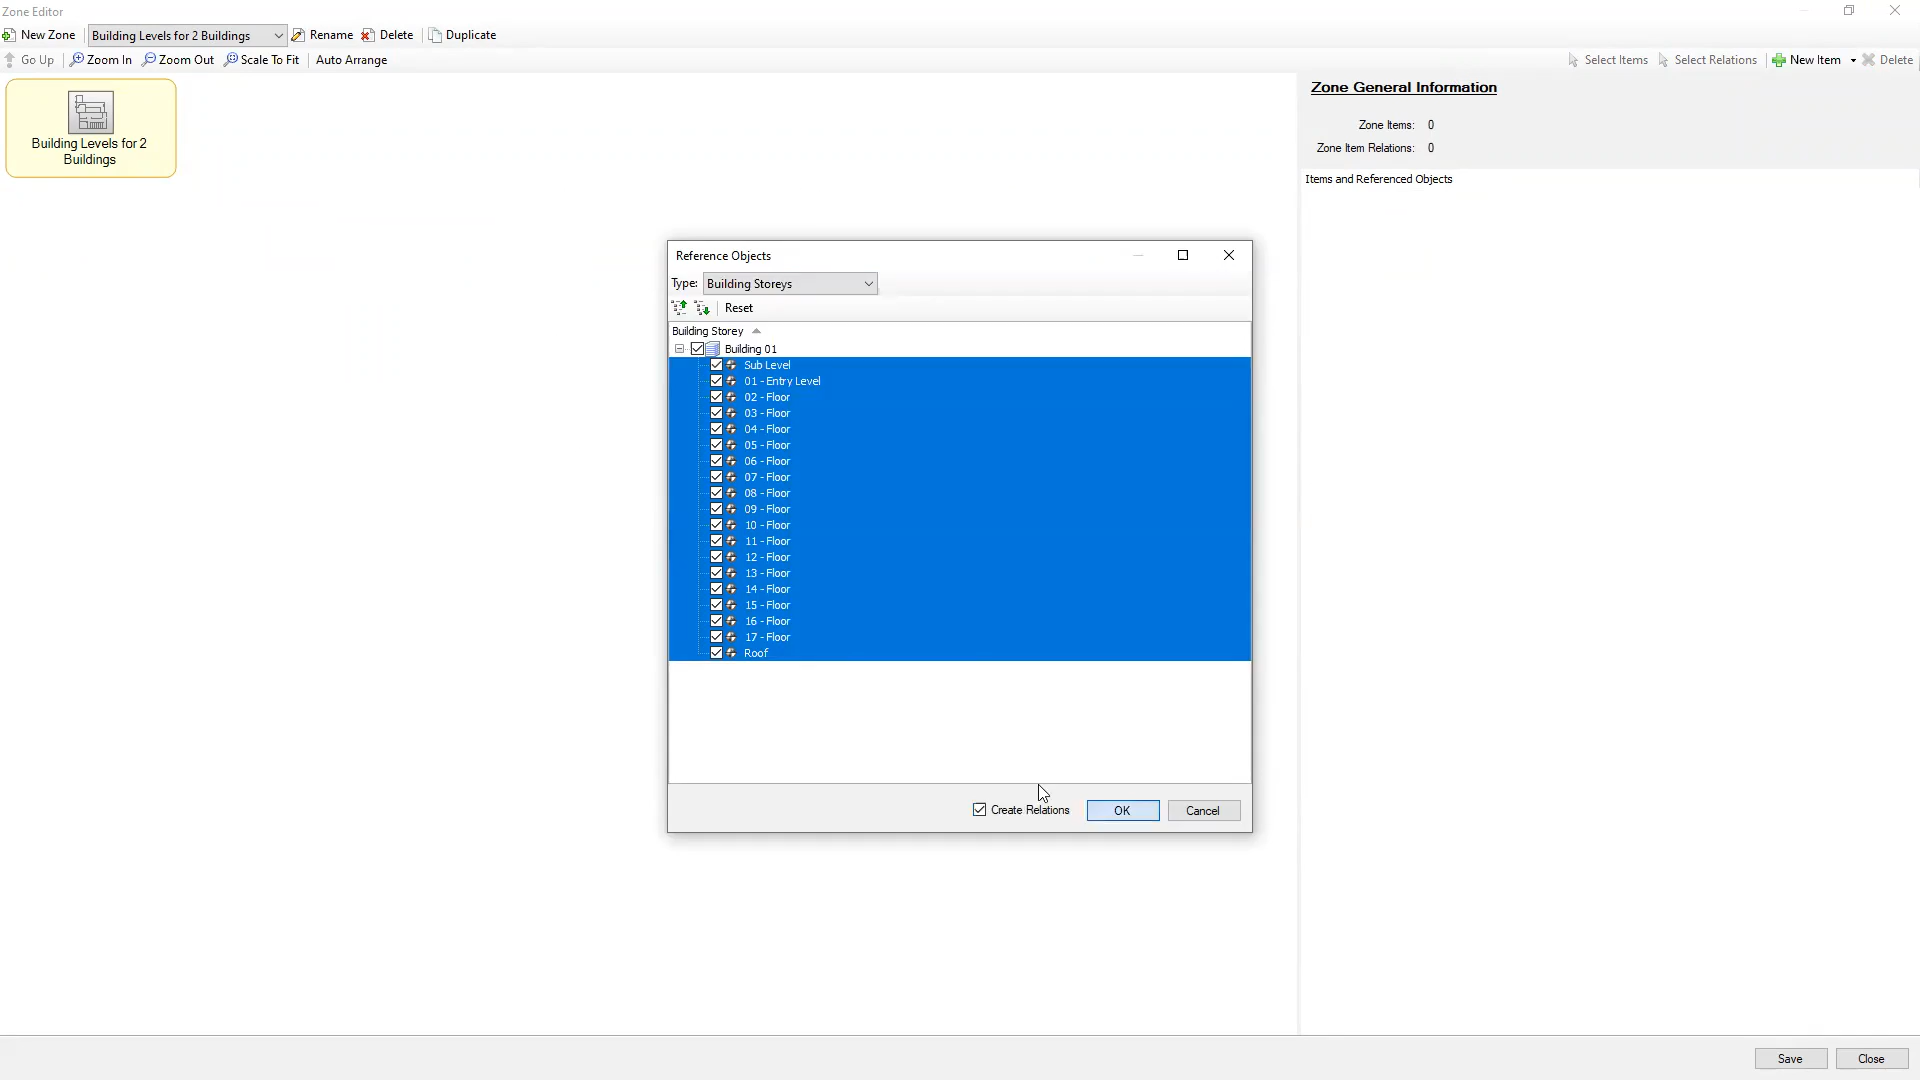 Zone Editor
New Zone Building Levels for 2 Buildings Rename Delete Duplicate
Go Up Zoom In Zoom Out Scale To Fit Auto Arrange Select Items Select Relations New Item Delete
Building Levels for 2
Buildings
Zone General Information
Zone Items: 0
Zone Item Relations: 0
Items and Referenced Objects
Reference Objects
Type: Building Storeys
Reset
Building Storey
Building 01
Sub Level
01 - Entry Level
02 - Floor
03 - Floor
04 - Floor
05 - Floor
06 - Floor
07 - Floor
08 - Floor
09 - Floor
10 - Floor
11 - Floor
12 - Floor
13 - Floor
14 - Floor
15 - Floor
16 - Floor
17 - Floor
Roof
Create Relations OK Cancel
Save Close